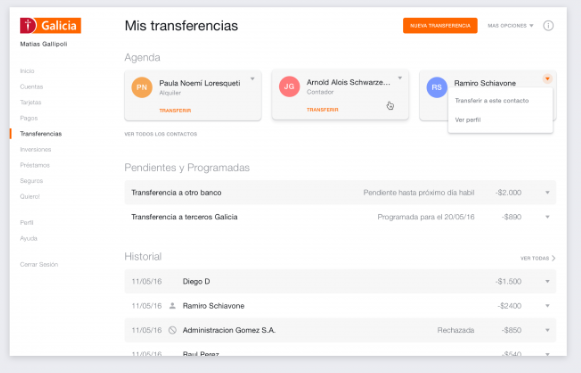 Galicia
Matías Gallipoli
Inicio
Cuentas
Tarjetas
Pagos
Transferencias
Inversiones
Préstamos
Seguros
Quiero!
Perfil
Ayuda
Cerrar Sesión
Mis transferencias
NUEVA TRANSFERENCIA
MAS OPCIONES
Agenda
PN
Paula Noemí Loresqueti
Alquiler
TRANSFERIR
JG
Arnold Alois Schwarze...
Contador
TRANSFERIR
RS
Ramiro Schiavone
Transferir a este contacto
Ver perfil
VER TODOS LOS CONTACTOS
Pendientes y Programadas
Transferencia a otro banco Pendiente hasta próximo día habil -$2.000
Transferencia a terceros Galicia Programada para el 20/05/16 -$890
Historial
VER TODAS
11/05/16 Diego D -$1.500
11/05/16 Ramiro Schiavone -$2400
11/05/16 Administracion Gomez S.A. Rechazada -$850
11/05/16 Raul Perez -$540